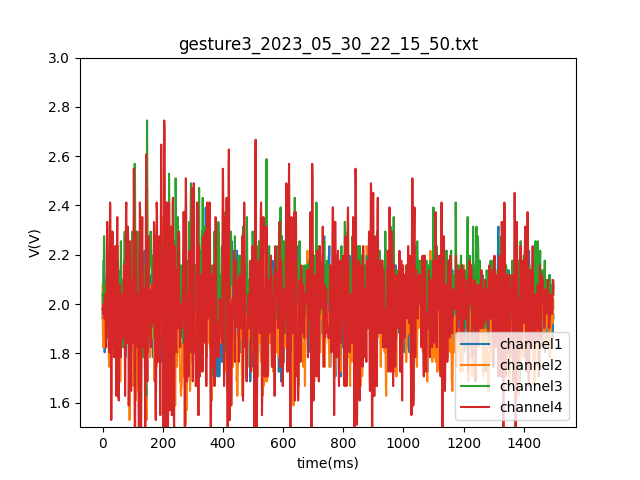 gesture3_2023_05_30_22_15_50.txt
3.0
2.8
2.6
2.4
2.2
2.0
1.8
1.6
V(V)
channel1
channel2
channel3
channel4
0 200 400 600 800 1000 1200 1400
time(ms)